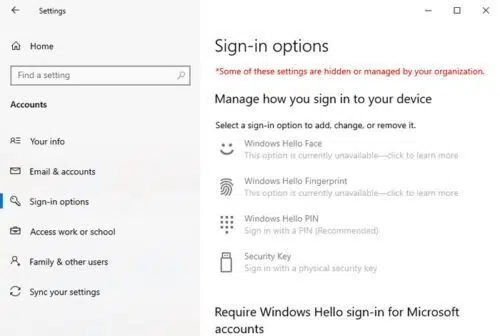 Settings
Home
Find a setting
Accounts
Your info
Email & accounts
Sign-in options
Access work or school
Family & other users
Sync your settings
Sign-in options
*Some of these settings are hidden or managed by your organization.
Manage how you sign in to your device
Select a sign-in option to add, change, or remove it.
Windows Hello Face
This option is currently unavailable—click to learn more
Windows Hello Fingerprint
This option is currently unavailable—click to learn more
Windows Hello PIN
Sign in with a PIN (Recommended)
Security Key
Sign in with a physical security key
Require Windows Hello sign-in for Microsoft
accounts